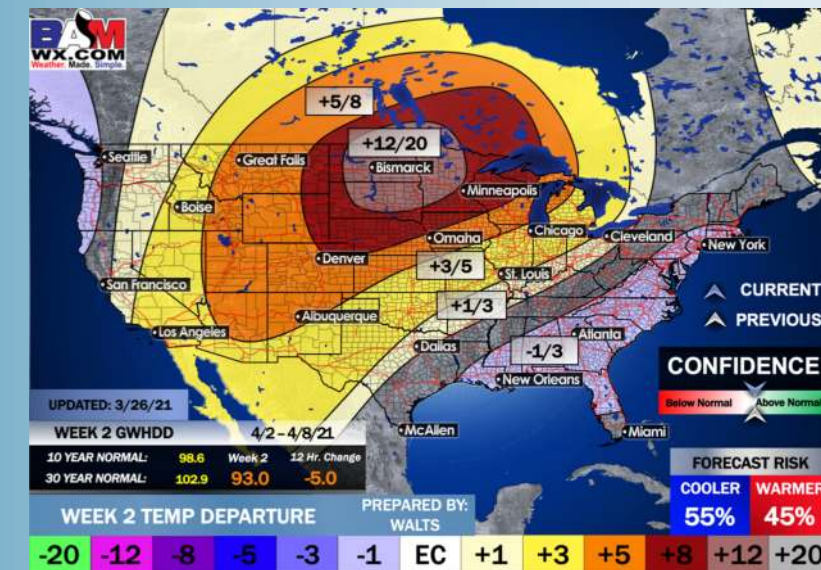 BAM
WX.COM
Weather. Made. Simple.
+5/8
+12/20
Seattle
Great Falls
Bismarck
Minneapolis
Boise
Omaha
Chicago
Cleveland
New York
Denver
+3/5
St. Louis
San Francisco
+1/3
CURRENT
Albuquerque
PREVIOUS
Los Angeles
Atlanta
Dallas
-1/3
CONFIDENCE
New Orleans
Below Normal
Above Normal
UPDATED: 3/26/21
McAllen
Miami
WEEK 2 GWHDD 4/2 – 4/8/21
10 YEAR NORMAL: 98.6 Week 2 12 Hr. Change
30 YEAR NORMAL: 102.9 93.0 -5.0
FORECAST RISK
COOLER WARMER
55% 45%
WEEK 2 TEMP DEPARTURE
PREPARED BY:
WALTS
-20 -12 -8 -5 -3 -1 EC +1 +3 +5 +8 +12 +20